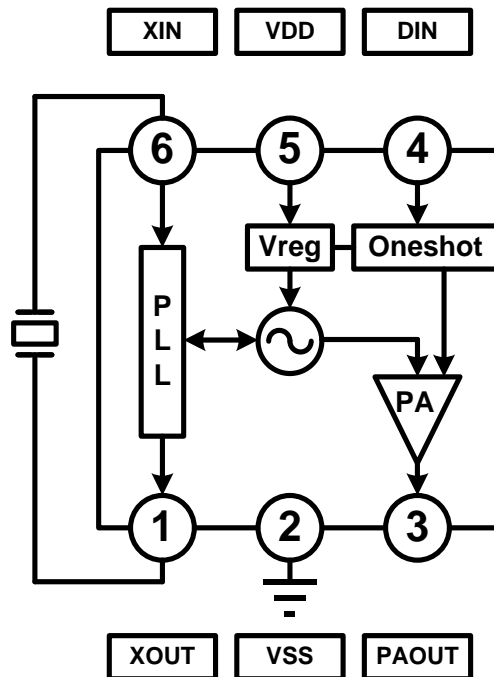 XIN VDD DIN
6 5 4
Vreg Oneshot
P
L
L
PA
1 2 3
XOUT VSS PAOUT